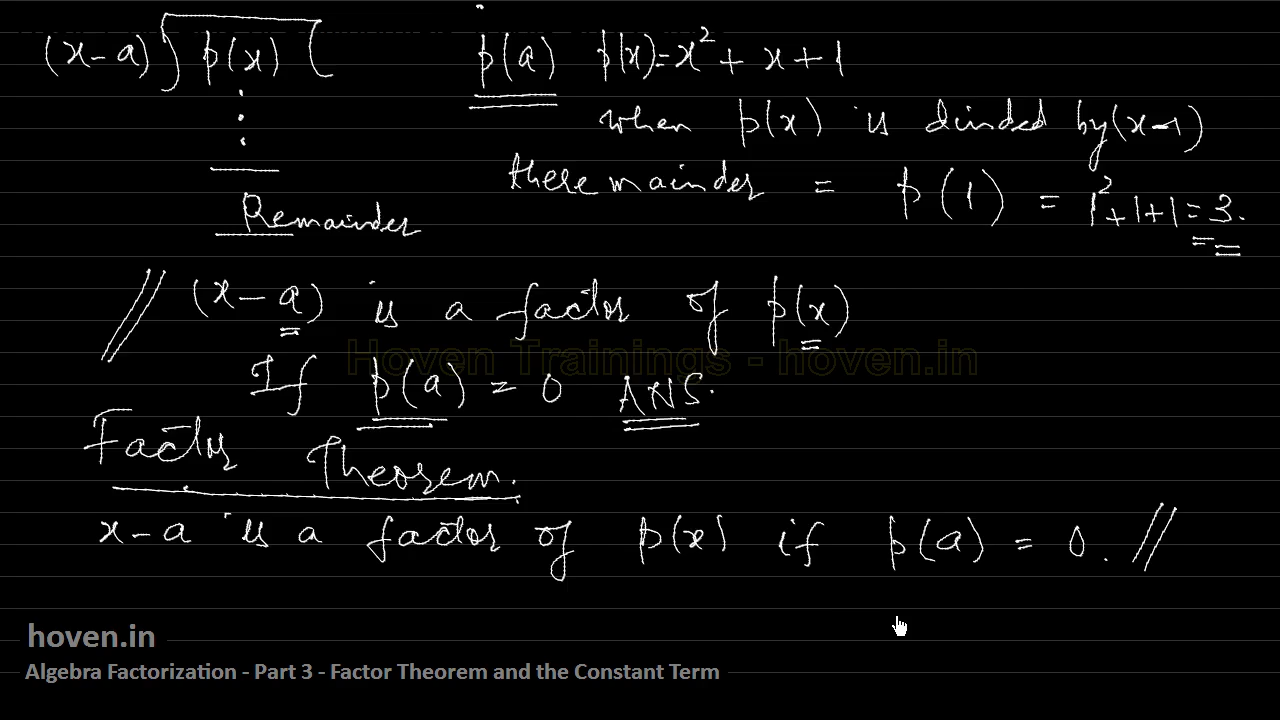 (x-a) p(x) p(a) p(x)=x²+x+1
when p(x) is divided by (x-1)
the remainder = p(1) = 1²+1+1=3.
Remainder
// (x-a) is a factor of p(x)
Hoven Trainings - hoven.in
If p(a) = 0 ANS.
Factor Theorem.
x-a is a factor of p(x) if p(a) = 0. //
hoven.in
Algebra Factorization - Part 3 - Factor Theorem and the Constant Term